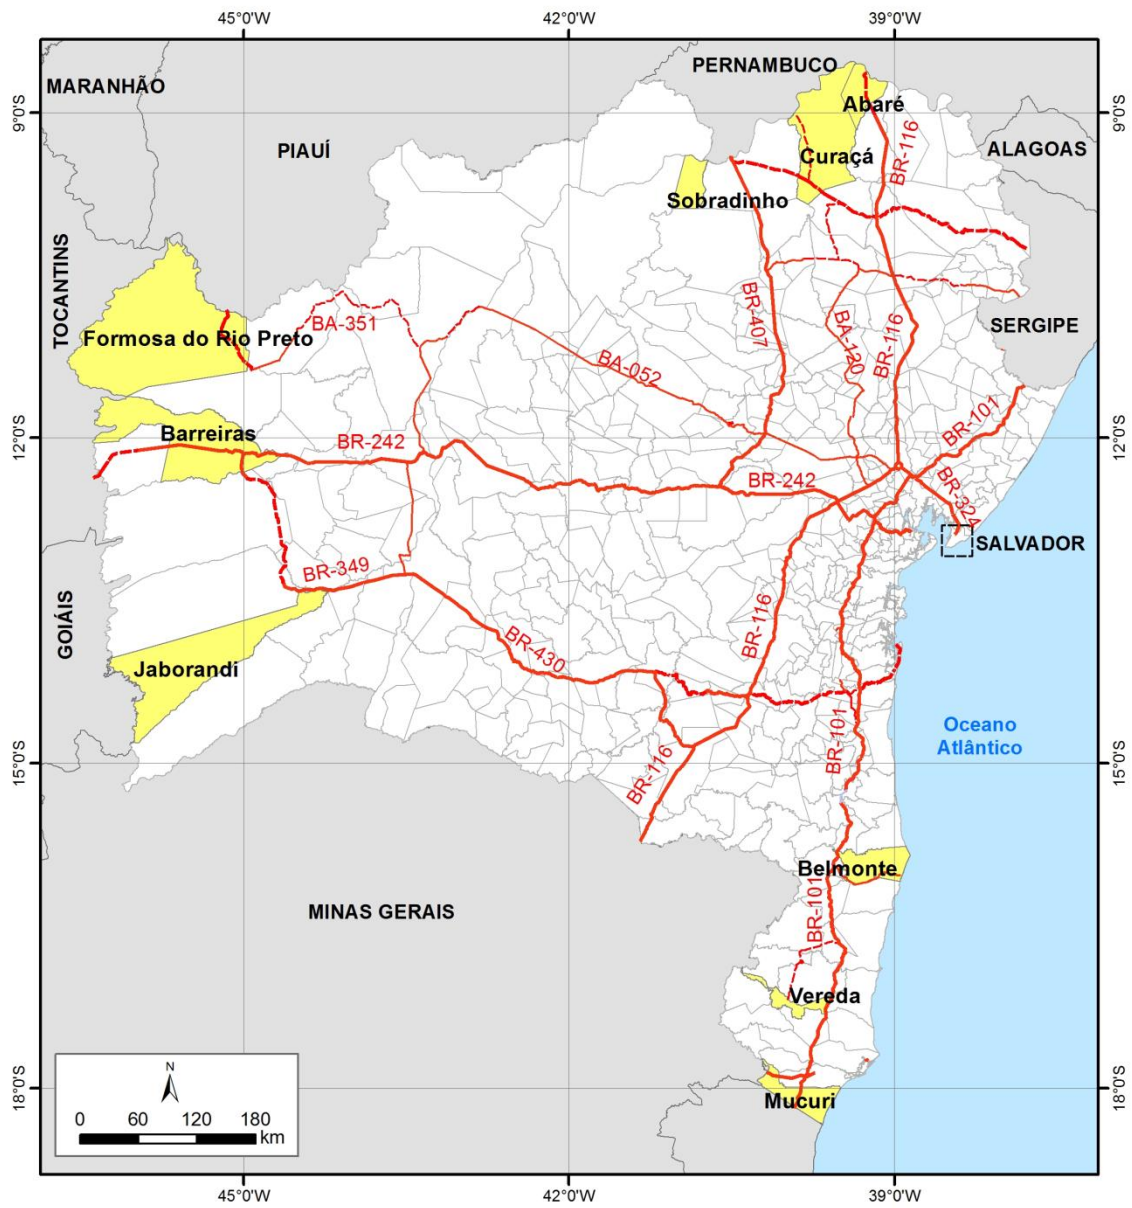 45°0'W
42°0'W
39°0'W
PERNAMBUCO
MARANHÃO
Abaré
9°0'S
9°0'S
BR-116
ALAGOAS
PIAUÍ
Curaçá
Sobradinho
TOCANTINS
BR-407
BA-351
SERGIPE
Formosa do Rio Preto
BA-120
BR-116
BA-052
BR-101
12°0'S
Barreiras
BR-242
12°0'S
BR-242
BR-324
SALVADOR
BR-349
GOIÁIS
BR-116
BR-430
Jaborandi
BR-101
Oceano
Atlântico
15°0'S
BR-116
15°0'S
Belmonte
BR-101
MINAS GERAIS
Vereda
N
18°0'S
18°0'S
Mucuri
0 60 120 180
km
45°0'W
42°0'W
39°0'W